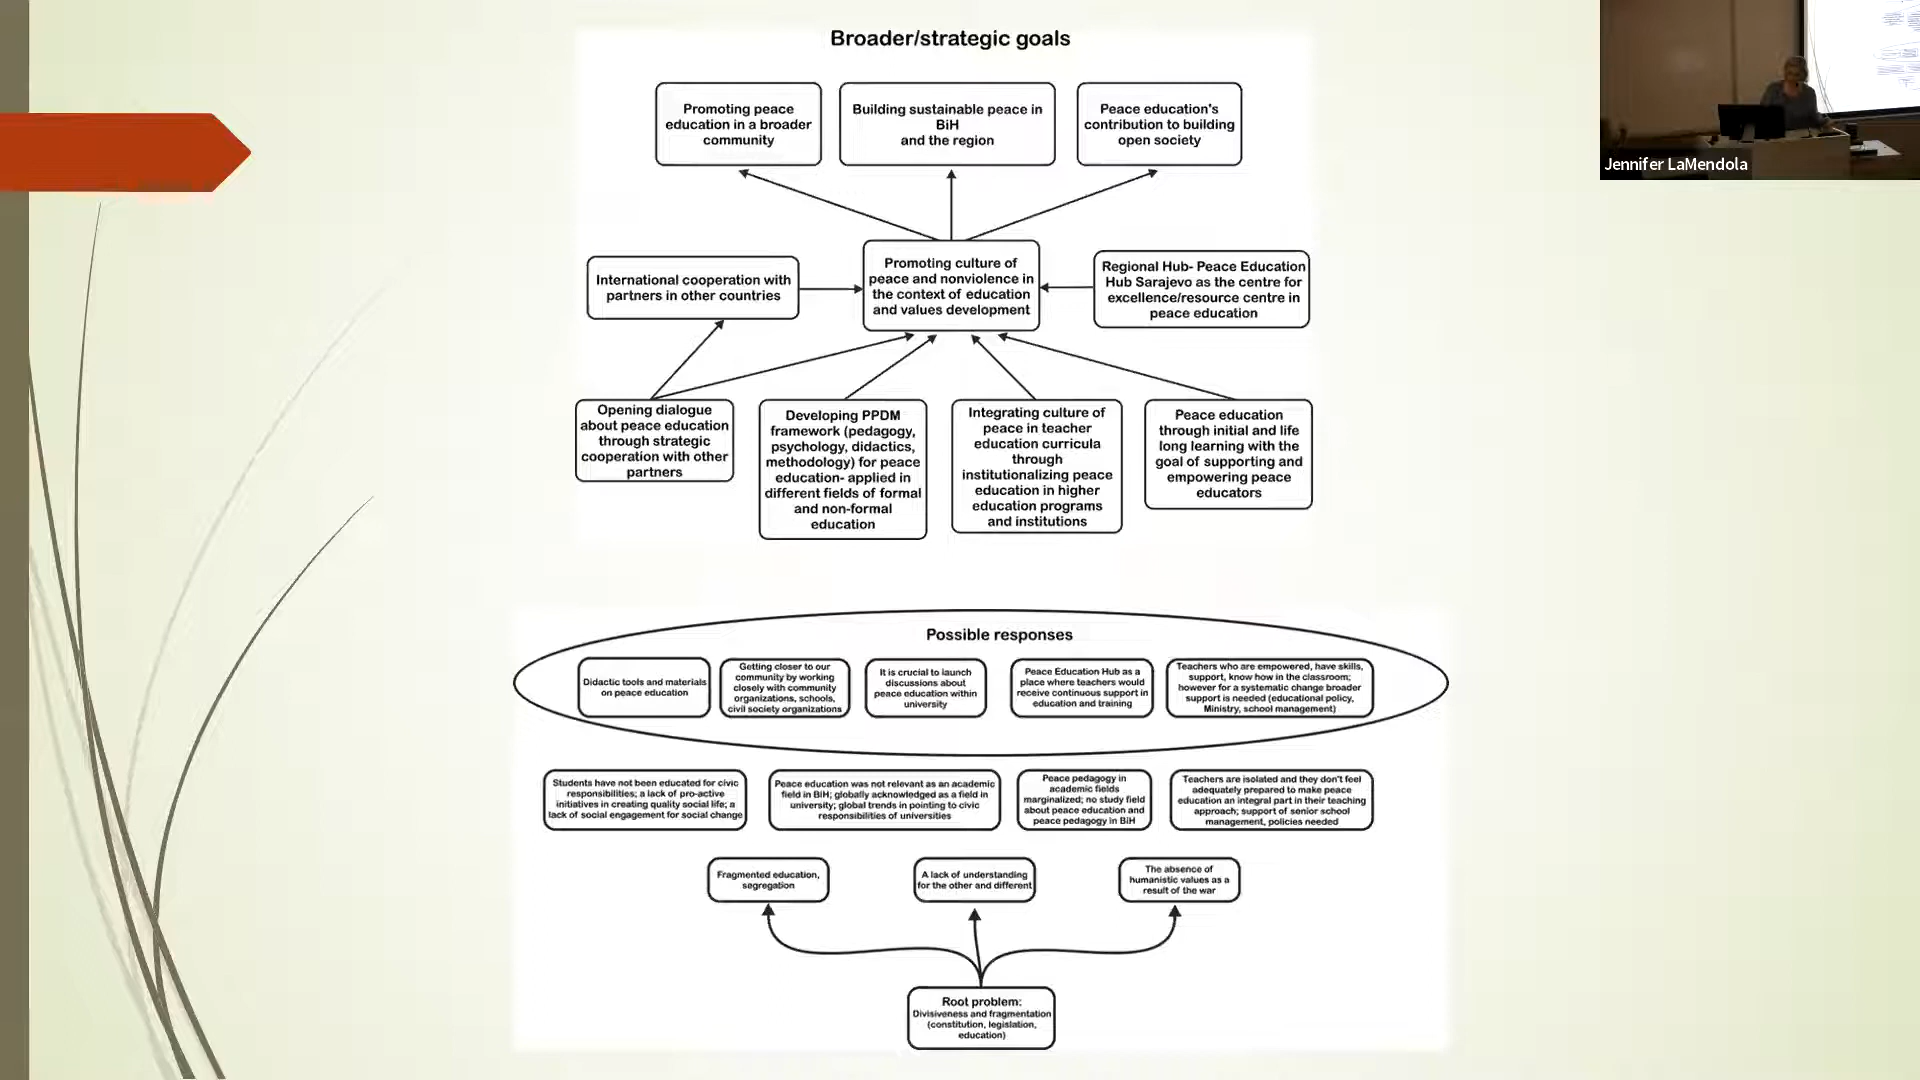 Broader/strategic goals
Promoting peace
education in a broader
community
Building sustainable peace in
BiH
and the region
Peace education's
contribution to building
open society
Jennifer LaMendola
International cooperation with
partners in other countries
Promoting culture of
peace and nonviolence in
the context of education
and values development
Regional Hub- Peace Education
Hub Sarajevo as the centre for
excellence/resource centre in
peace education
Opening dialogue
about peace education
through strategic
cooperation with other
partners
Developing PPDM
framework (pedagogy,
psychology, didactics,
methodology) for peace
education- applied in
different fields of formal
and non-formal
education
Integrating culture of
peace in teacher
education curricula
through
institutionalizing peace
education in higher
education programs
and institutions
Peace education
through initial and life
long learning with the
goal of supporting and
empowering peace
educators
Possible responses
Didactic tools and materials
on peace education
Getting closer to our
community by working
closely with community
organizations, schools,
civil society organizations
It is crucial to launch
discussions about
peace education within
university
Peace Education Hub as a
place where teachers would
receive continuous support in
education and training
Teachers who are empowered, have skills,
support, know how in the classroom;
however for a systematic change broader
support is needed (educational policy,
Ministry, school management)
Students have not been educated for civic
responsibilities; a lack of pro-active
initiatives in creating quality social life; a
lack of social engagement for social change
Peace education was not relevant as an academic
field in BiH; globally acknowledged as a field in
university; global trends in pointing to civic
responsibilities of universities
Peace pedagogy in
academic fields
marginalized; no study field
about peace education and
peace pedagogy in BiH
Teachers are isolated and they don't feel
adequately prepared to make peace
education an integral part in their teaching
approach; support of senior school
management, policies needed
Fragmented education,
segregation
A lack of understanding
for the other and different
The absence of
humanistic values as a
result of the war
Root problem:
Divisiveness and fragmentation
(constitution, legislation,
education)